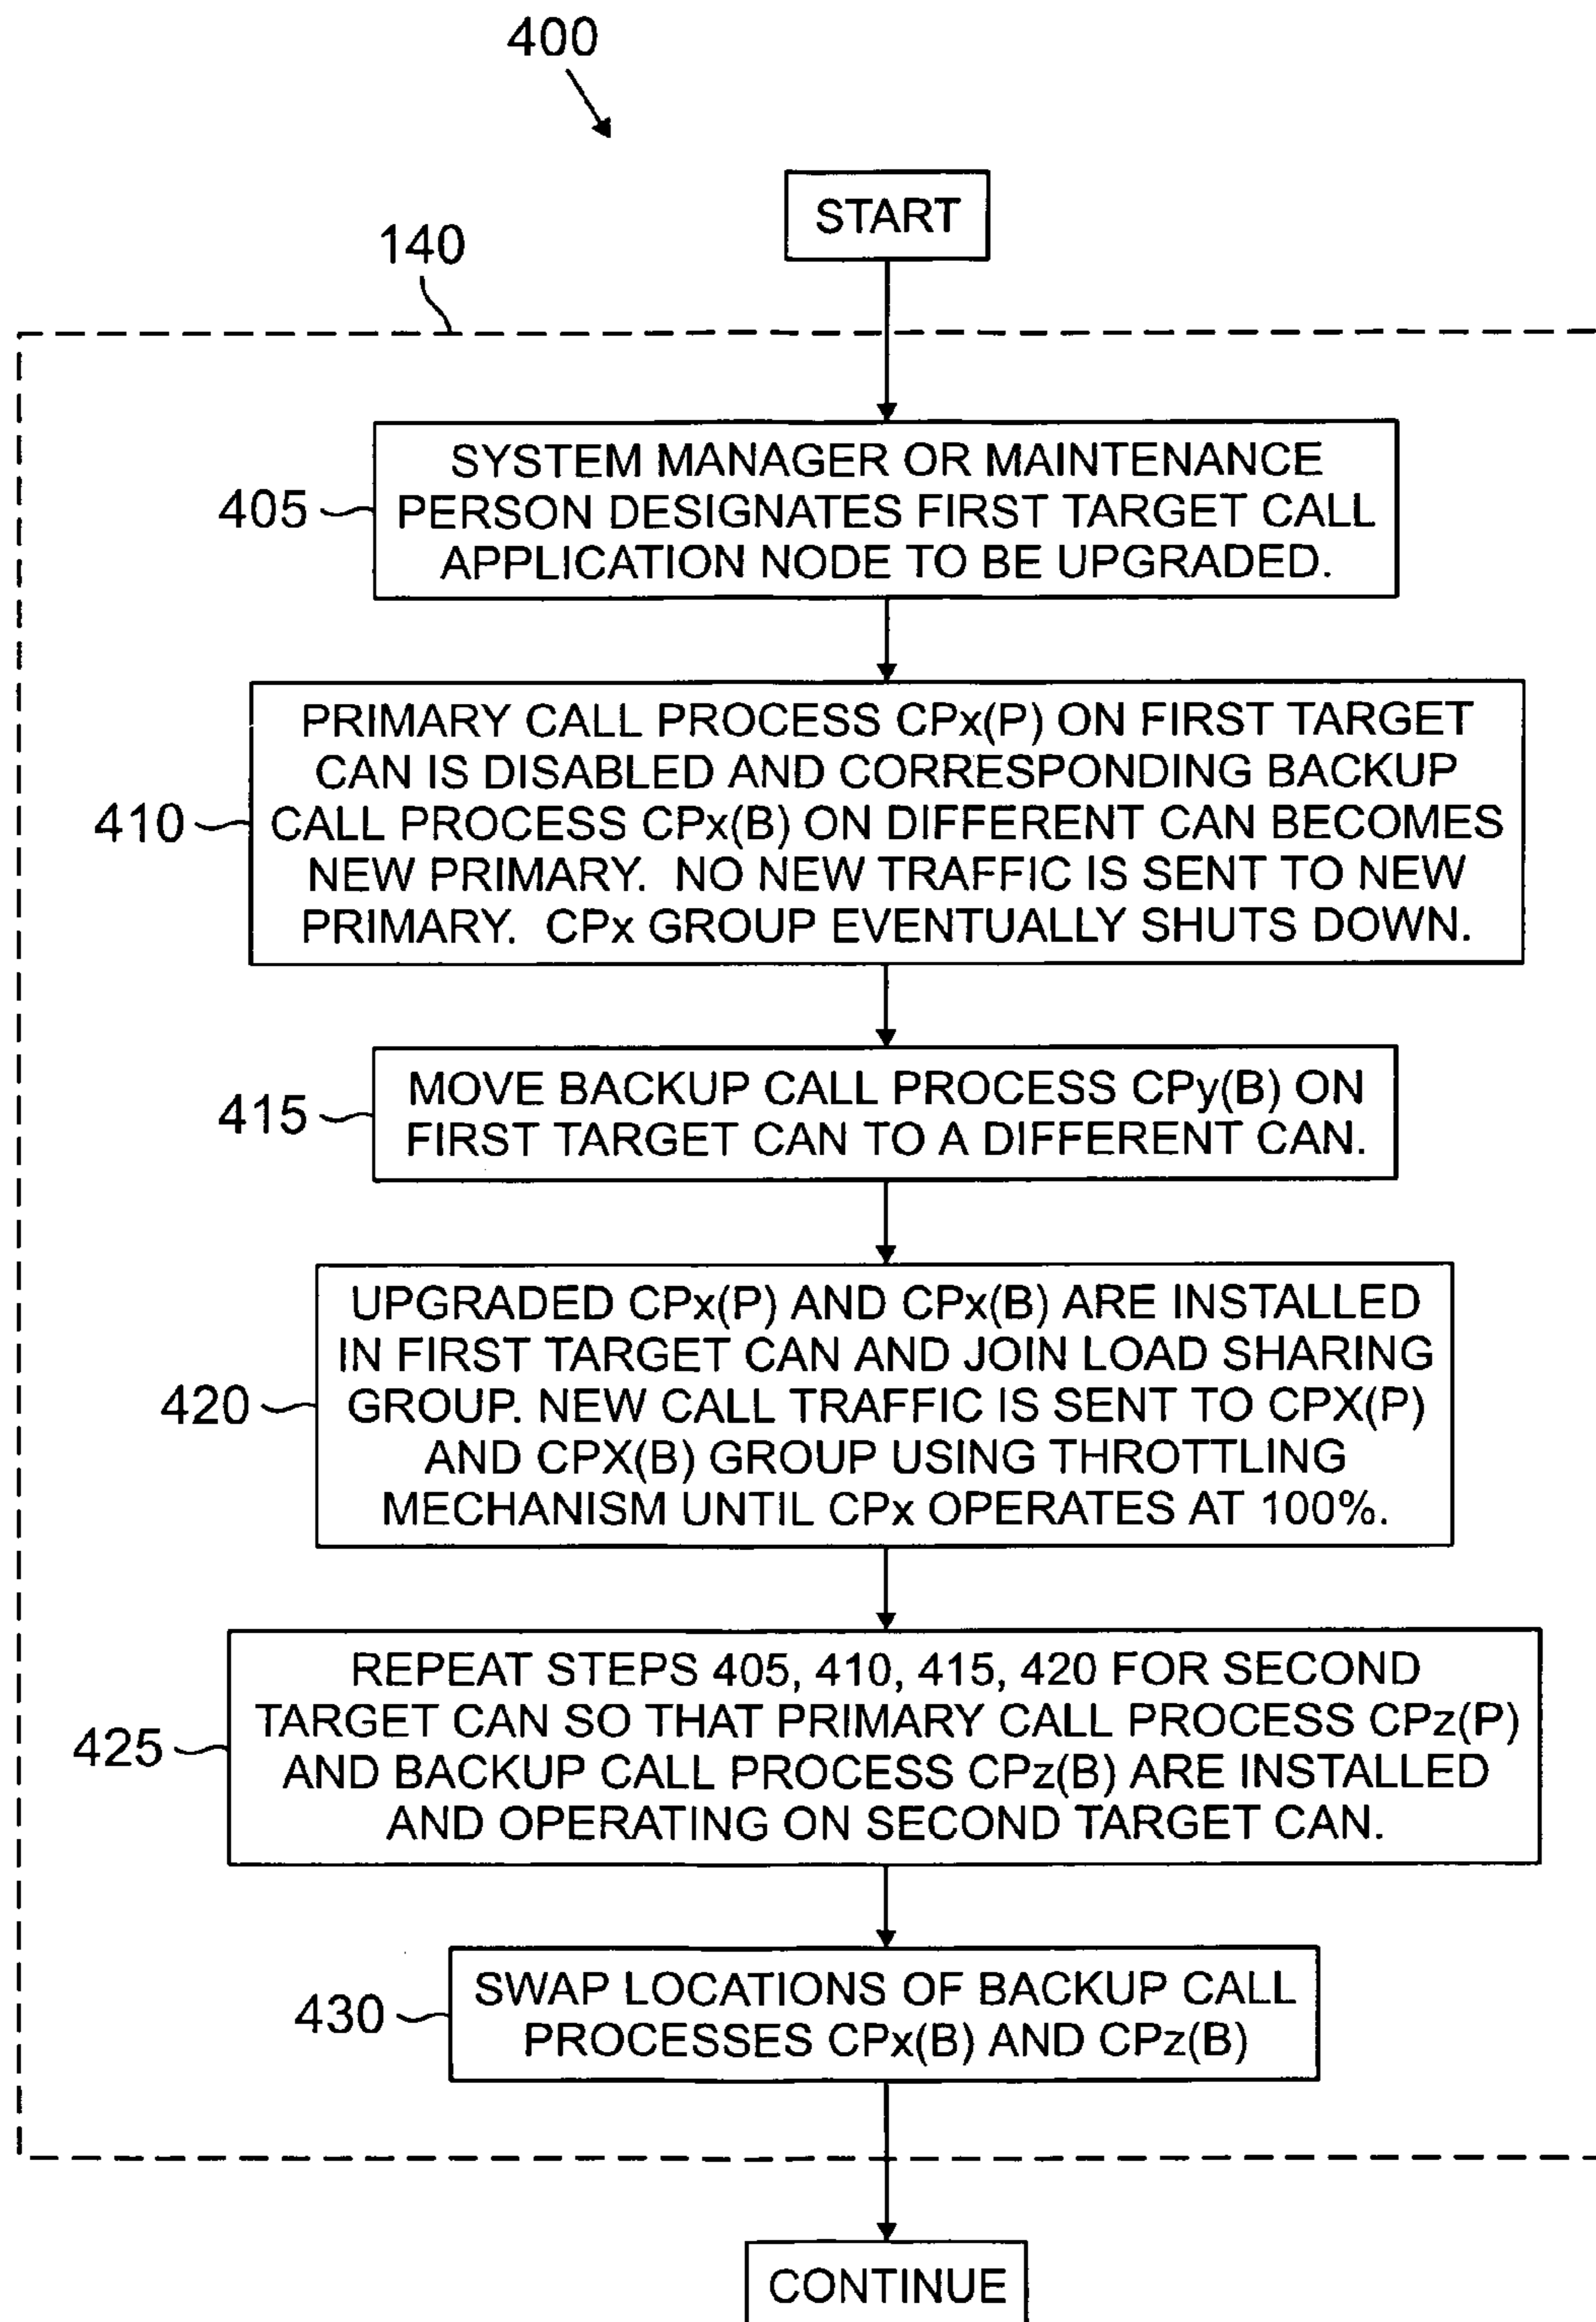 400
START
140
405
SYSTEM MANAGER OR MAINTENANCE
PERSON DESIGNATES FIRST TARGET CALL
APPLICATION NODE TO BE UPGRADED.
410
PRIMARY CALL PROCESS CPx(P) ON FIRST TARGET
CAN IS DISABLED AND CORRESPONDING BACKUP
CALL PROCESS CPx(B) ON DIFFERENT CAN BECOMES
NEW PRIMARY. NO NEW TRAFFIC IS SENT TO NEW
PRIMARY. CPx GROUP EVENTUALLY SHUTS DOWN.
415
MOVE BACKUP CALL PROCESS CPy(B) ON
FIRST TARGET CAN TO A DIFFERENT CAN.
420
UPGRADED CPx(P) AND CPx(B) ARE INSTALLED
IN FIRST TARGET CAN AND JOIN LOAD SHARING
GROUP. NEW CALL TRAFFIC IS SENT TO CPX(P)
AND CPX(B) GROUP USING THROTTLING
MECHANISM UNTIL CPx OPERATES AT 100%.
425
REPEAT STEPS 405, 410, 415, 420 FOR SECOND
TARGET CAN SO THAT PRIMARY CALL PROCESS CPz(P)
AND BACKUP CALL PROCESS CPz(B) ARE INSTALLED
AND OPERATING ON SECOND TARGET CAN.
430
SWAP LOCATIONS OF BACKUP CALL
PROCESSES CPx(B) AND CPz(B)
CONTINUE